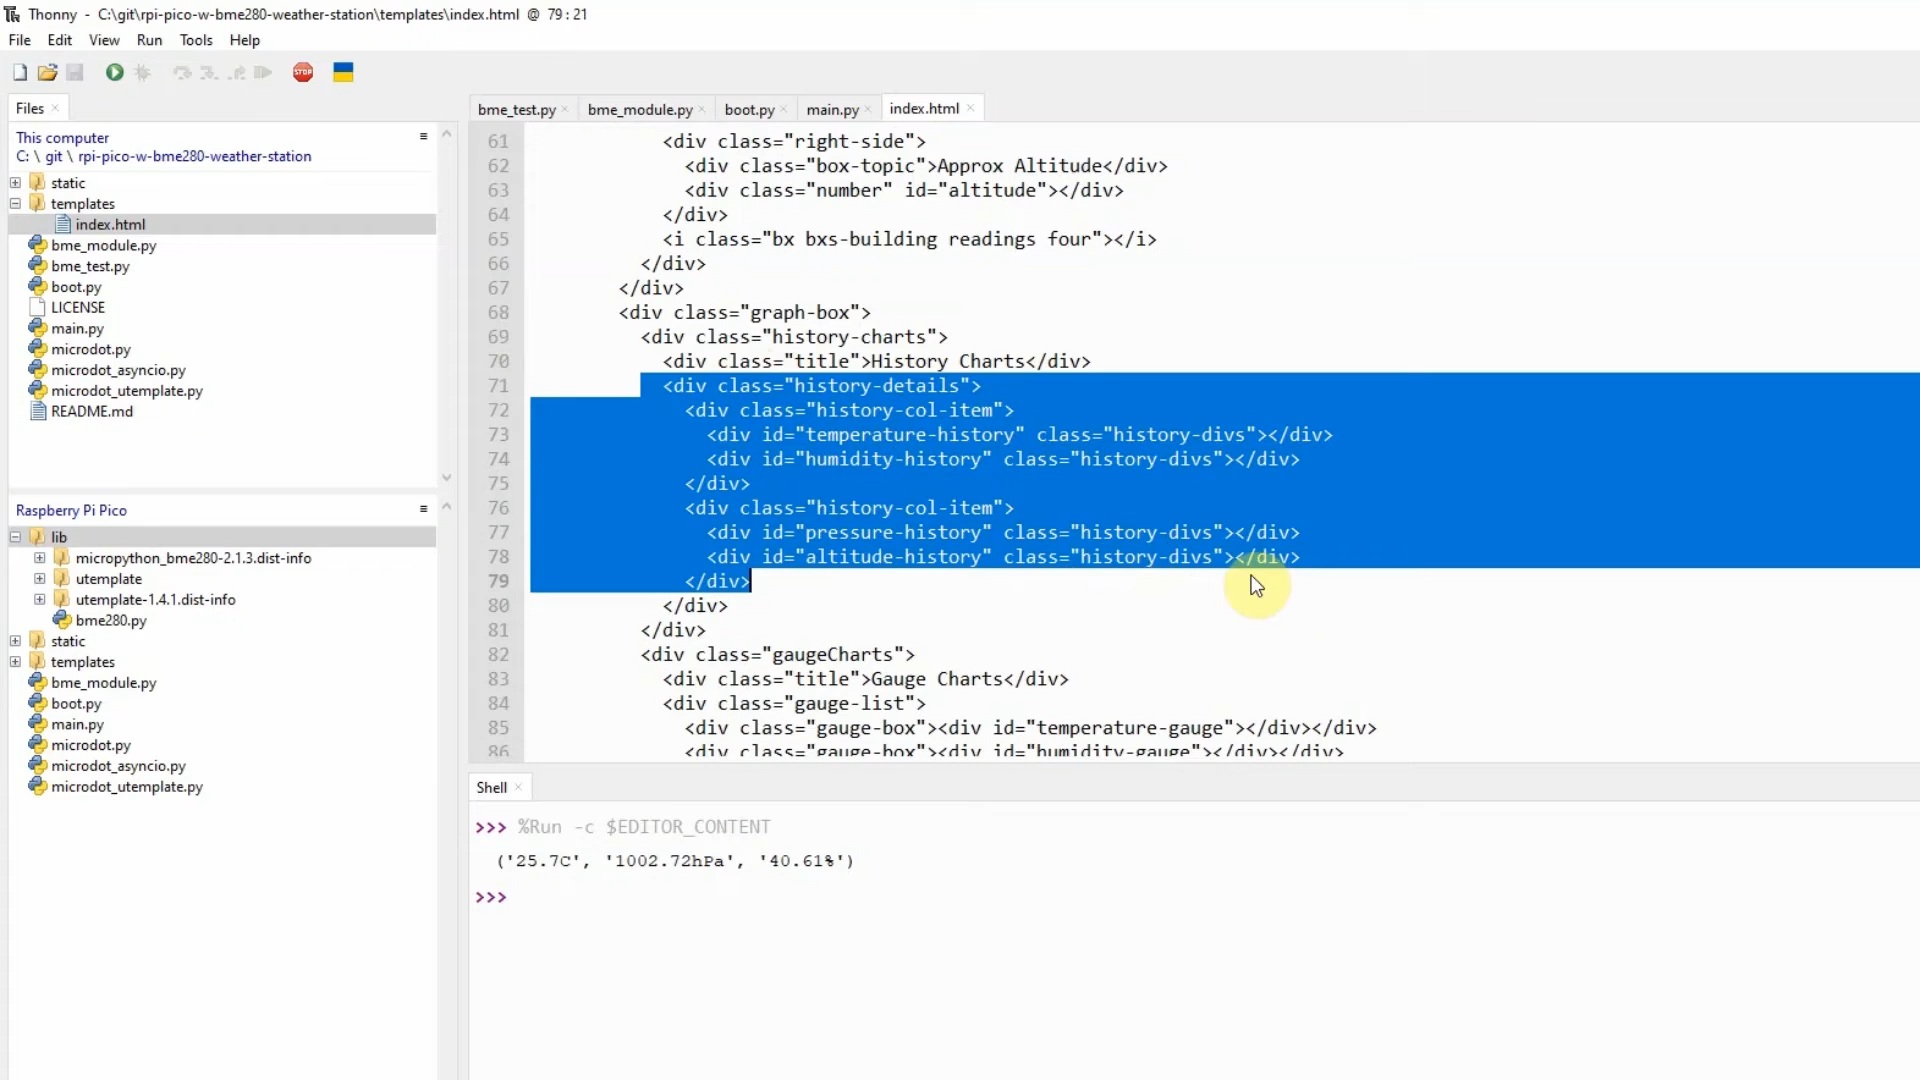 Thonny - C:\git\rpi-pico-w-bme280-weather-station\templates\index.html @ 79:21
File Edit View Run Tools Help
STOP
Files
This computer
C: \ git \ rpi-pico-w-bme280-weather-station
static
templates
index.html
bme_module.py
bme_test.py
boot.py
LICENSE
main.py
microdot.py
microdot_asyncio.py
microdot_utemplate.py
README.md
Raspberry Pi Pico
lib
micropython_bme280-2.1.3.dist-info
utemplate
utemplate-1.4.1.dist-info
bme280.py
static
templates
bme_module.py
boot.py
main.py
microdot.py
microdot_asyncio.py
microdot_utemplate.py
bme_test.py bme_module.py boot.py main.py index.html
61 <div class="right-side">
62 <div class="box-topic">Approx Altitude</div>
63 <div class="number" id="altitude"></div>
64 </div>
65 <i class="bx bxs-building readings four"></i>
66 </div>
67 </div>
68 <div class="graph-box">
69 <div class="history-charts">
70 <div class="title">History Charts</div>
71 <div class="history-details">
72 <div class="history-col-item">
73 <div id="temperature-history" class="history-divs"></div>
74 <div id="humidity-history" class="history-divs"></div>
75 </div>
76 <div class="history-col-item">
77 <div id="pressure-history" class="history-divs"></div>
78 <div id="altitude-history" class="history-divs"></div>
79 </div>
80 </div>
81 </div>
82 <div class="gaugeCharts">
83 <div class="title">Gauge Charts</div>
84 <div class="gauge-list">
85 <div class="gauge-box"><div id="temperature-gauge"></div></div>
86 <div class="gauge-box"><div id="humidity-gauge"></div></div>
Shell
>>> %Run -c $EDITOR_CONTENT
('25.7C', '1002.72hPa', '40.61%')
>>>